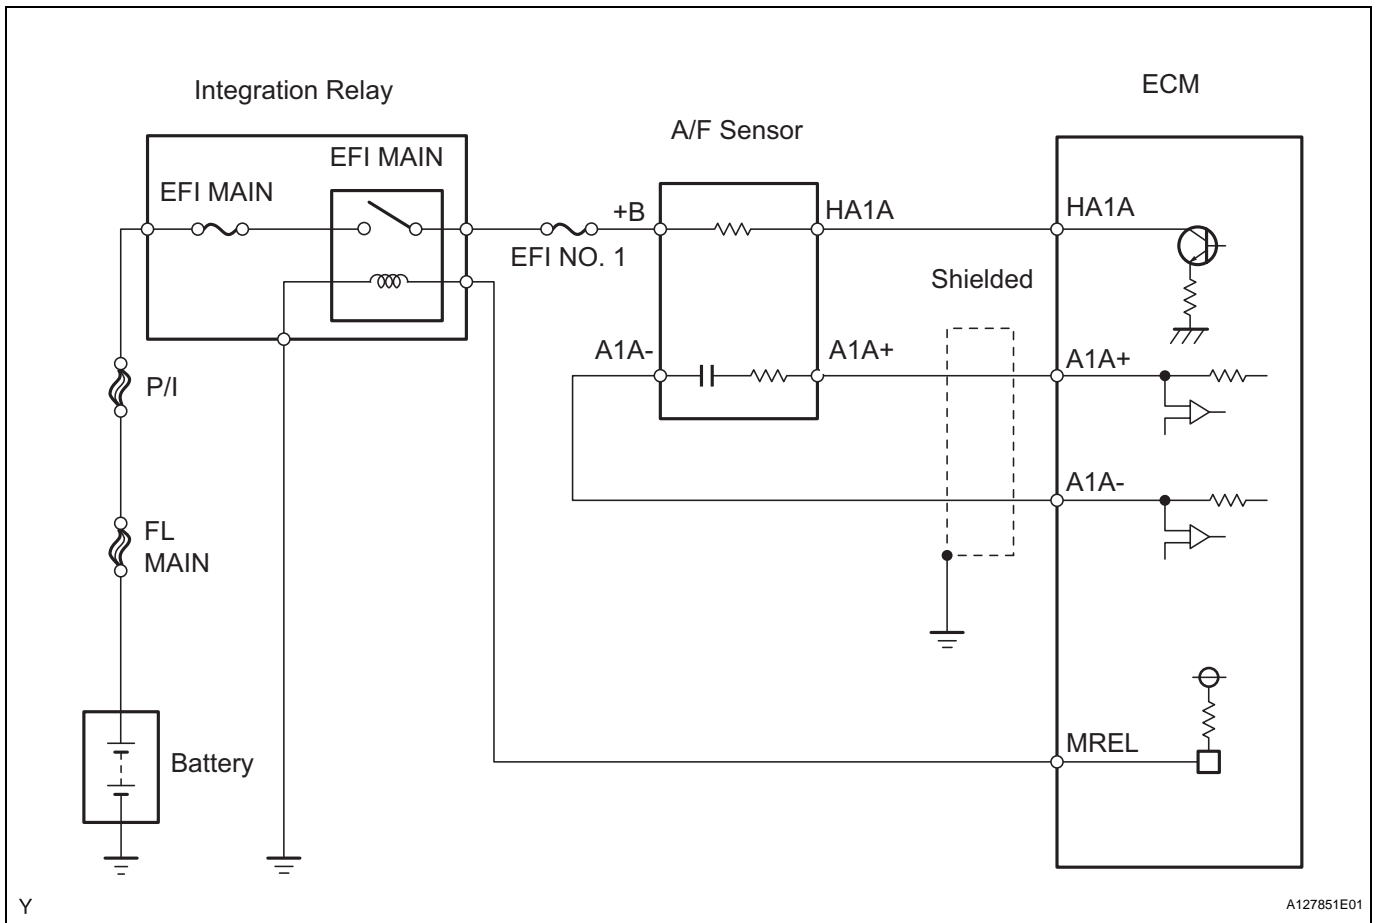 Integration Relay
A/F Sensor
ECM
EFI MAIN
EFI MAIN
+B
HA1A
HA1A
EFI NO. 1
Shielded
A1A-
A1A+
A1A+
P/I
A1A-
FL
MAIN
MREL
Battery
Y
A127851E01